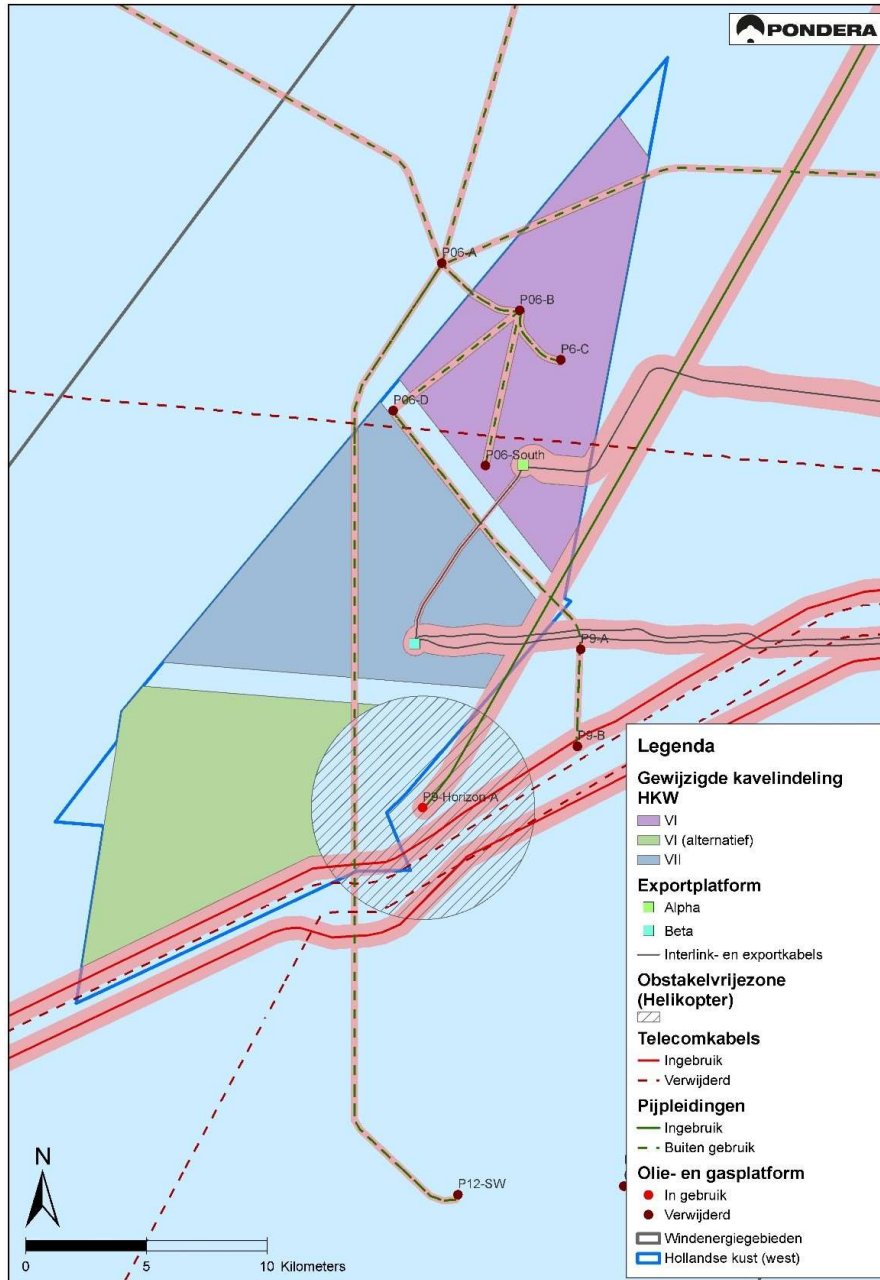 PONDERA
P06-A
P06-B
P6-C
P06-D
P06-South
P9-A
P9-B
P9-Horizon-A
P12-SW
N
0 5 10 Kilometers
Legenda
Gewijzigde kavelindeling
HKW
VI
VI (alternatief)
VII
Exportplatform
Alpha
Beta
Interlink- en exportkabels
Obstakelvrijezone
(Helikopter)
Telecomkabels
Ingebruik
Verwijderd
Pijpleidingen
Ingebruik
Buiten gebruik
Olie- en gasplatform
In gebruik
Verwijderd
Windenergiegebieden
Hollandse kust (west)